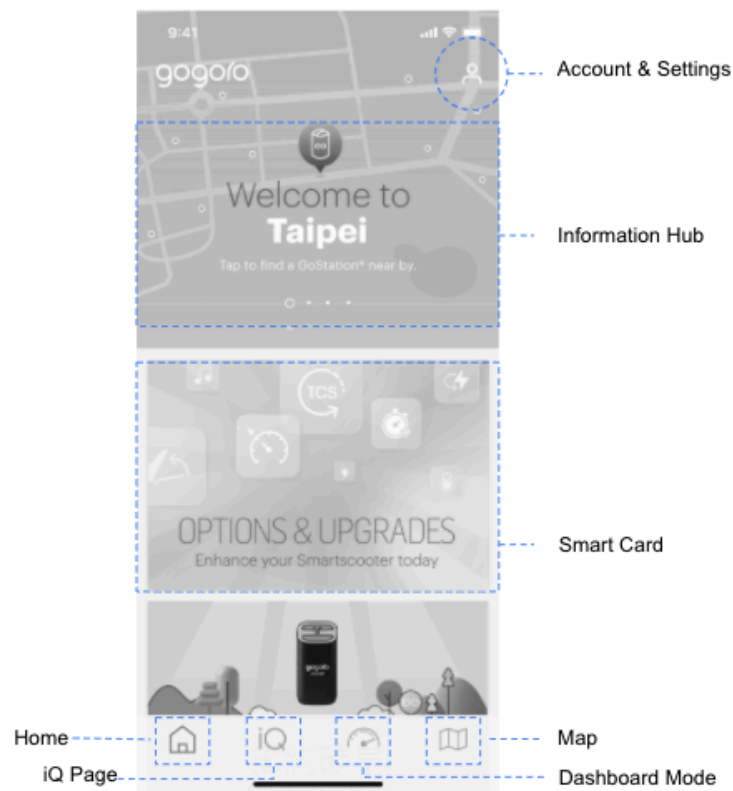 9:41
gogoro
Account & Settings
Welcome to
Taipei
Tap to find a GoStation® near by.
Information Hub
TCS
OPTIONS & UPGRADES
Enhance your Smartscooter today
Smart Card
gogoro
Home
iQ
Map
iQ Page
Dashboard Mode